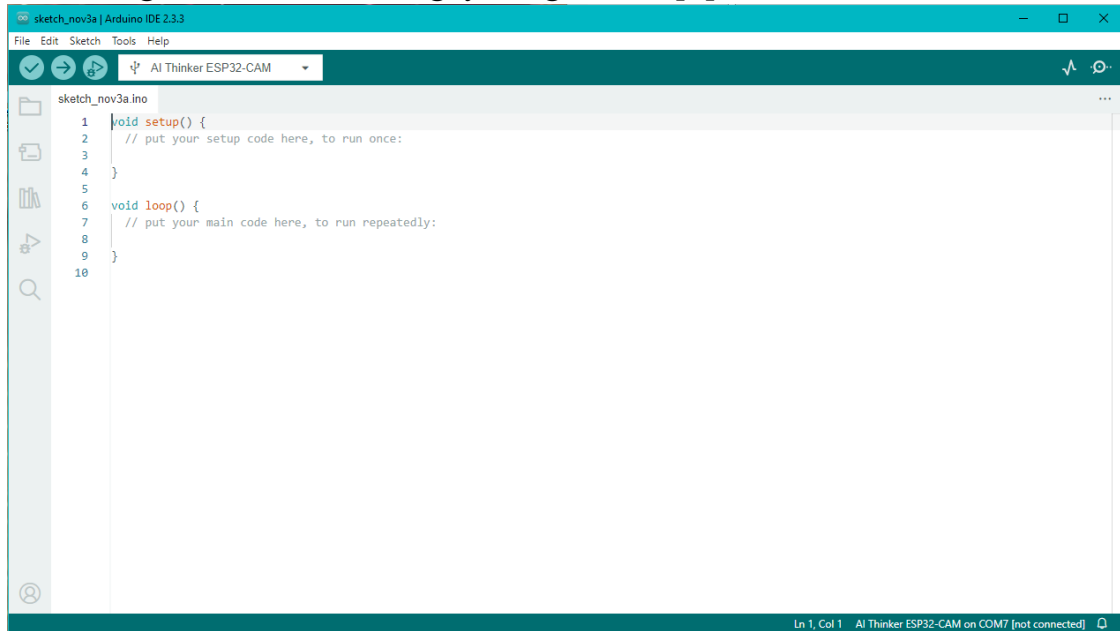 sketch_nov3a | Arduino IDE 2.3.3
File Edit Sketch Tools Help
AI Thinker ESP32-CAM
sketch_nov3a.ino
1 void setup() {
2 // put your setup code here, to run once:
3
4 }
5
6 void loop() {
7 // put your main code here, to run repeatedly:
8
9 }
10
Ln 1, Col 1 AI Thinker ESP32-CAM on COM7 [not connected]